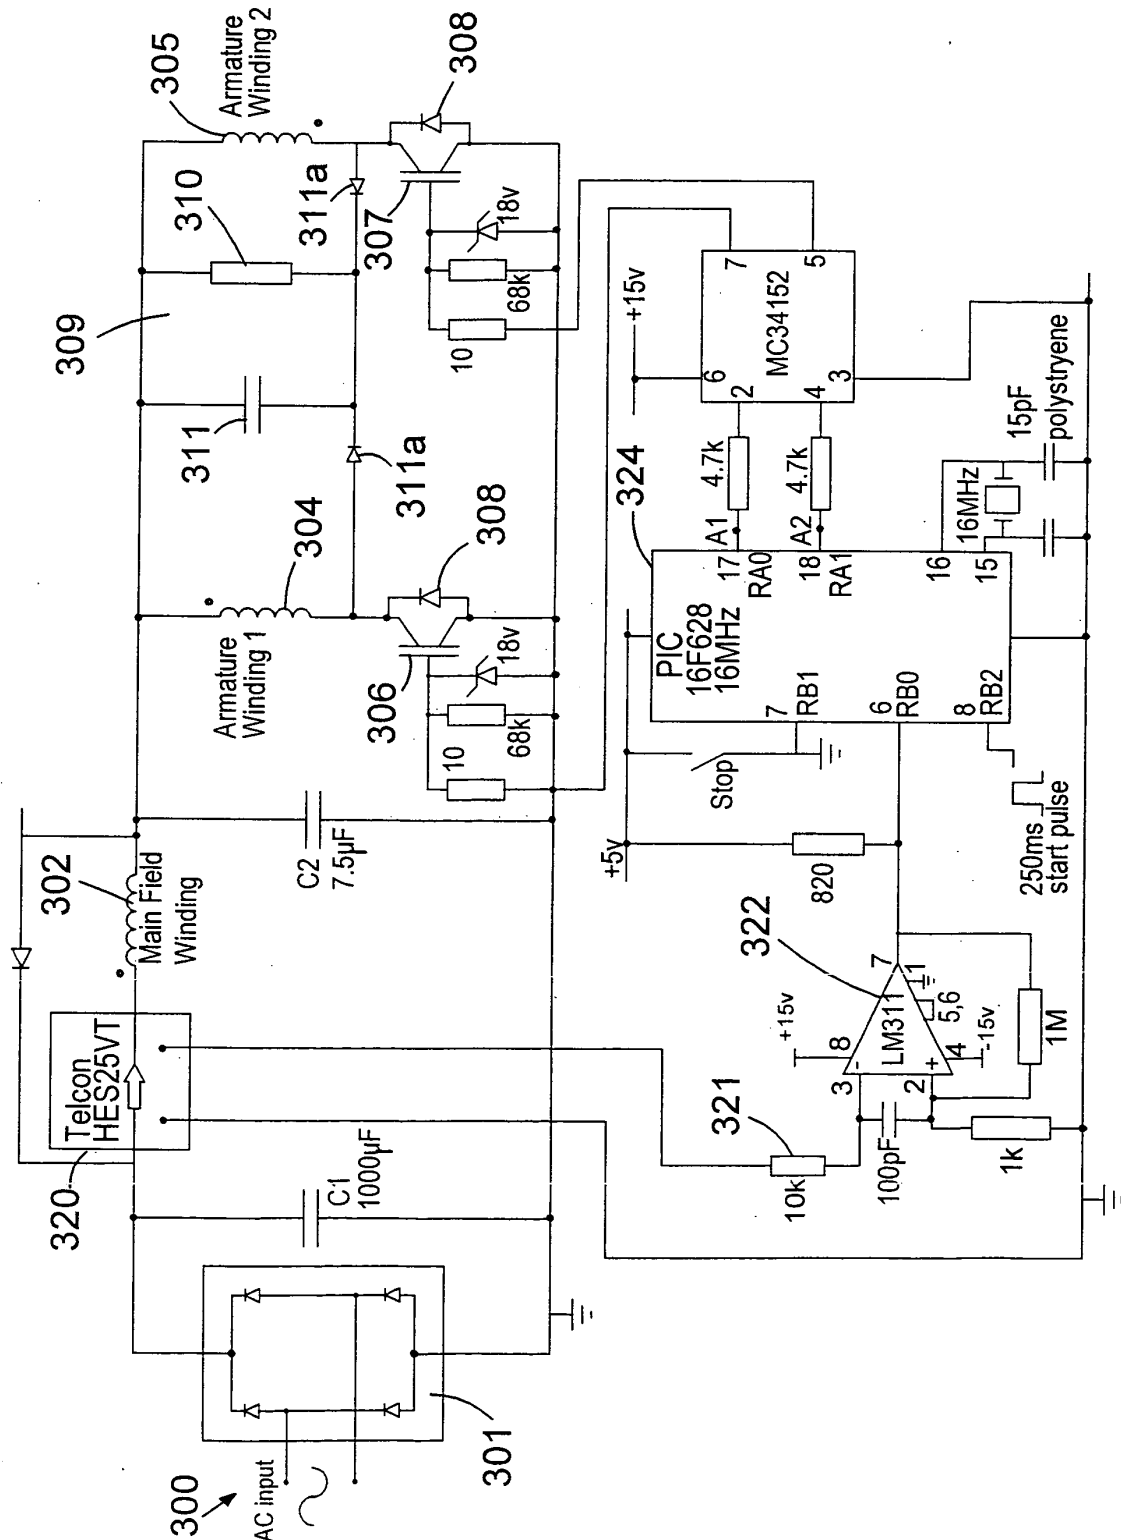 300
AC input
301
320
Telcon
HES25VT
C1
1000µF
302
Main Field
Winding
C2
7.5µF
Armature
Winding 1
304
306
308
18v
68k
10
311
311a
309
310
311a
305
Armature
Winding 2
307
308
18v
68k
10
321
10k
100pF
1k
1M
322
LM311
3
2
8
+15v
-
+
4
-15v
5,6
7
1
820
+5v
Stop
250ms
start pulse
324
PIC
16F628
16MHz
7
RB1
6
RB0
8
RB2
17
RA0
18
RA1
16
15
A1
A2
4.7k
4.7k
16MHz
15pF
polystryene
+15v
MC34152
6
2
4
3
7
5